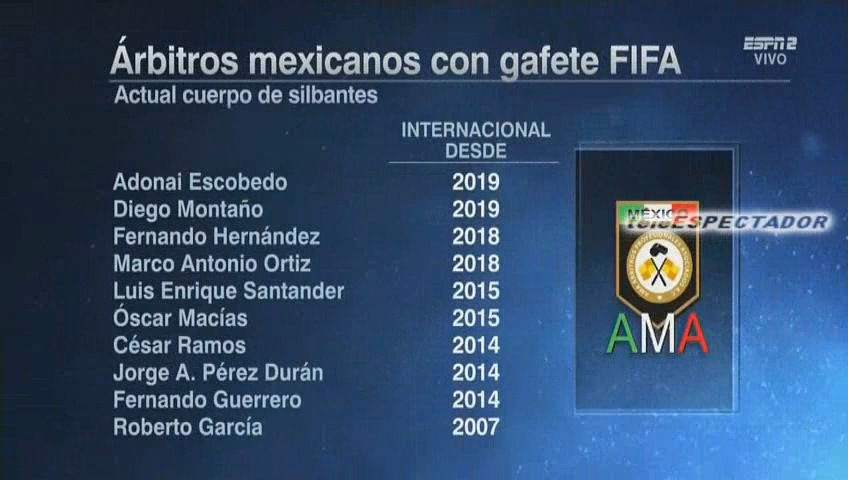 Árbitros mexicanos con gafete FIFA
ESPN2
VIVO
Actual cuerpo de silbantes
INTERNACIONAL
DESDE
Adonai Escobedo 2019
Diego Montaño 2019
Fernando Hernández 2018
Marco Antonio Ortiz 2018
Luis Enrique Santander 2015
Óscar Macías 2015
César Ramos 2014
Jorge A. Pérez Durán 2014
Fernando Guerrero 2014
Roberto García 2007
MÉXICO
teleESPECTADOR
AMA